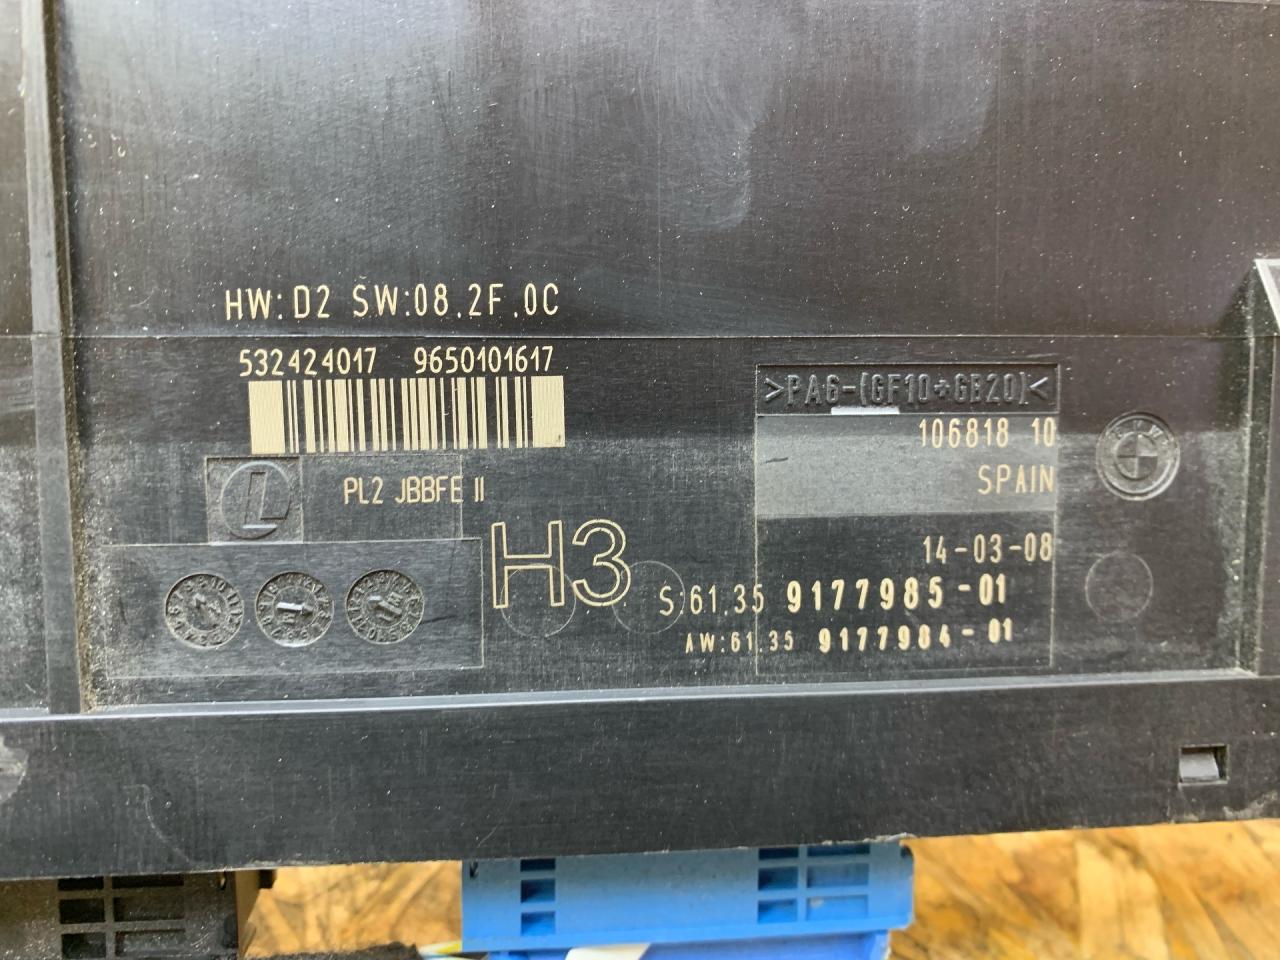 HW:D2 SW:08.2F.0C
532424017 9650101617
>PA6-(GF10+GB20)<
106818 10
SPAIN
L
PL2 JBBFE II
H3
14-03-08
S:61.35 9177985-01
AW:61.35 9177984-01